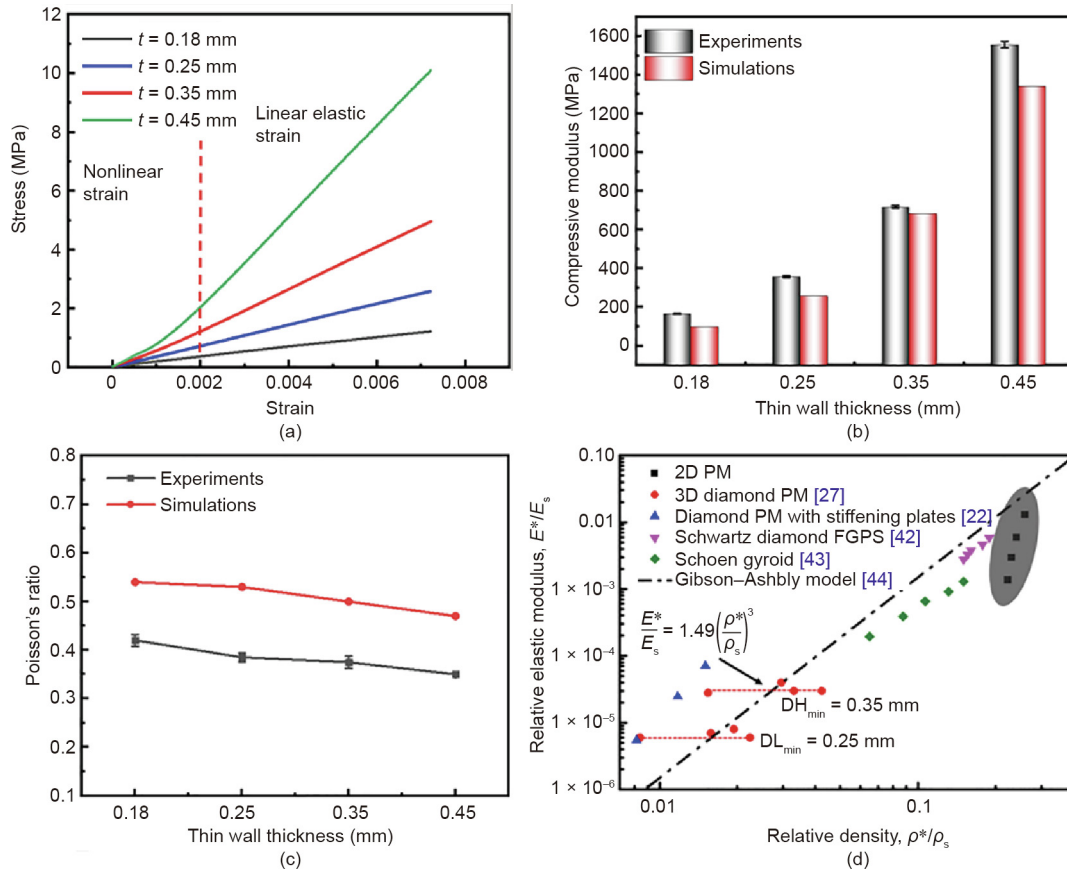 12
10
8
6
4
2
0
Stress (MPa)
t = 0.18 mm
t = 0.25 mm
t = 0.35 mm
t = 0.45 mm
Linear elastic
strain
Nonlinear
strain
0 0.002 0.004 0.006 0.008
Strain
(a)
1600
1400
1200
1000
800
600
400
200
0
Compressive modulus (MPa)
Experiments
Simulations
0.18 0.25 0.35 0.45
Thin wall thickness (mm)
(b)
0.8
0.7
0.6
0.5
0.4
0.3
0.2
0.1
Poisson's ratio
Experiments
Simulations
0.18 0.25 0.35 0.45
Thin wall thickness (mm)
(c)
0.10
0.01
1 × 10⁻³
1 × 10⁻⁴
1 × 10⁻⁵
1 × 10⁻⁶
Relative elastic modulus, E*/Eₛ
2D PM
3D diamond PM [27]
Diamond PM with stiffening plates [22]
Schwartz diamond FGPS [42]
Schoen gyroid [43]
Gibson–Ashbly model [44]
E*/Eₛ = 1.49(ρ*/ρₛ)³
DHmin = 0.35 mm
DLmin = 0.25 mm
0.01 0.1
Relative density, ρ*/ρₛ
(d)